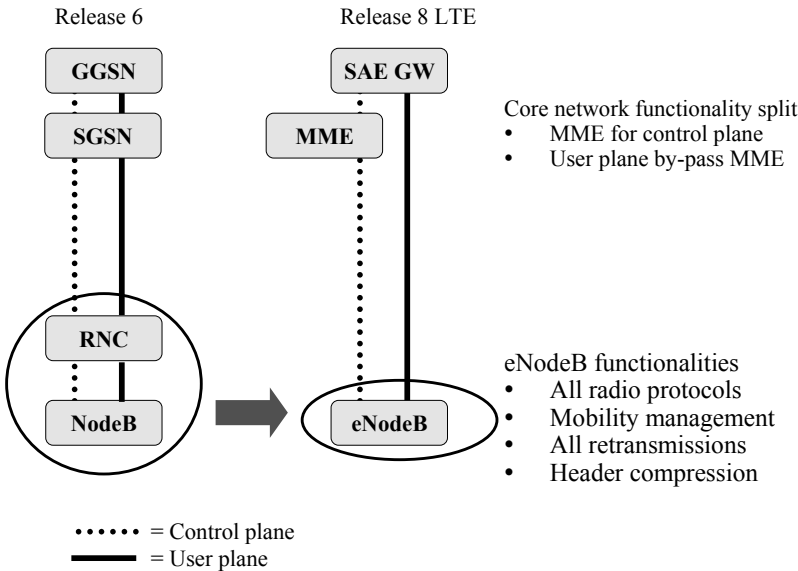 Release 6
Release 8 LTE
GGSN
SAE GW
SGSN
MME
Core network functionality split
• MME for control plane
• User plane by-pass MME
RNC
NodeB
eNodeB
eNodeB functionalities
• All radio protocols
• Mobility management
• All retransmissions
• Header compression
= Control plane
= User plane